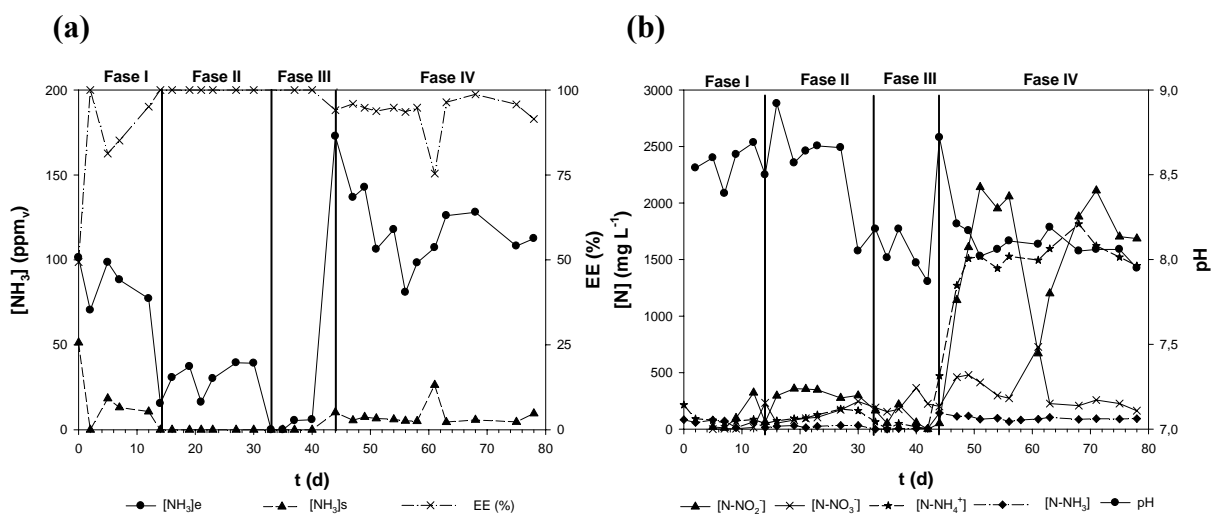 (a)
(b)
Fase I Fase II Fase III Fase IV
Fase I Fase II Fase III Fase IV
[NH₃] (ppmᵥ)
200
150
100
50
0
100
75
50
25
0
EE (%)
0 10 20 30 40 50 60 70 80
t (d)
[NH₃]e [NH₃]s EE (%)
[N] (mg L⁻¹)
3000
2500
2000
1500
1000
500
0
9,0
8,5
8,0
7,5
7,0
pH
0 10 20 30 40 50 60 70 80
t (d)
[N-NO₂⁻] [N-NO₃⁻] [N-NH₄⁺] [N-NH₃] pH